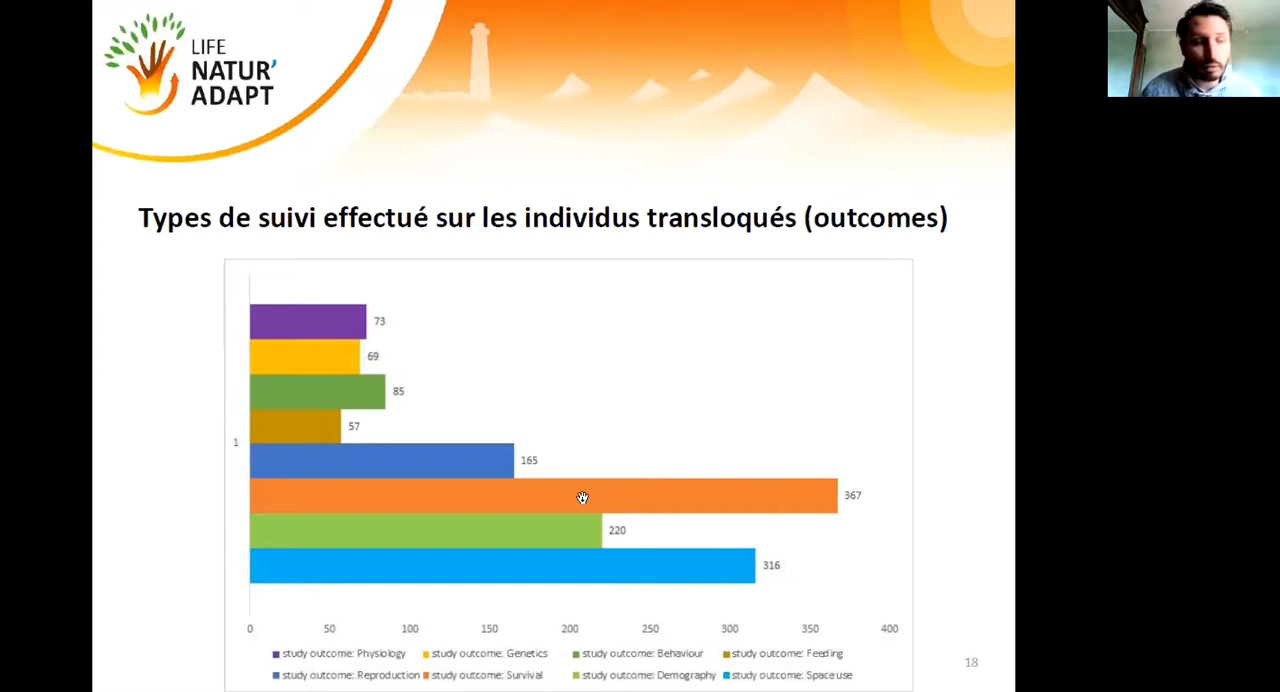 LIFE
NATUR'
ADAPT
Types de suivi effectué sur les individus transloqués (outcomes)
73
69
85
57
1
165
367
220
316
0 50 100 150 200 250 300 350 400
study outcome: Physiology study outcome: Genetics study outcome: Behaviour study outcome: Feeding
study outcome: Reproduction study outcome: Survival study outcome: Demography study outcome: Space use
18